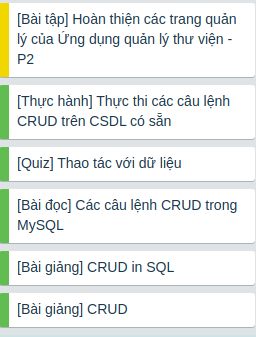 [Bài tập] Hoàn thiện các trang quản
lý của Ứng dụng quản lý thư viện -
P2
[Thực hành] Thực thi các câu lệnh
CRUD trên CSDL có sẵn
[Quiz] Thao tác với dữ liệu
[Bài đọc] Các câu lệnh CRUD trong
MySQL
[Bài giảng] CRUD in SQL
[Bài giảng] CRUD